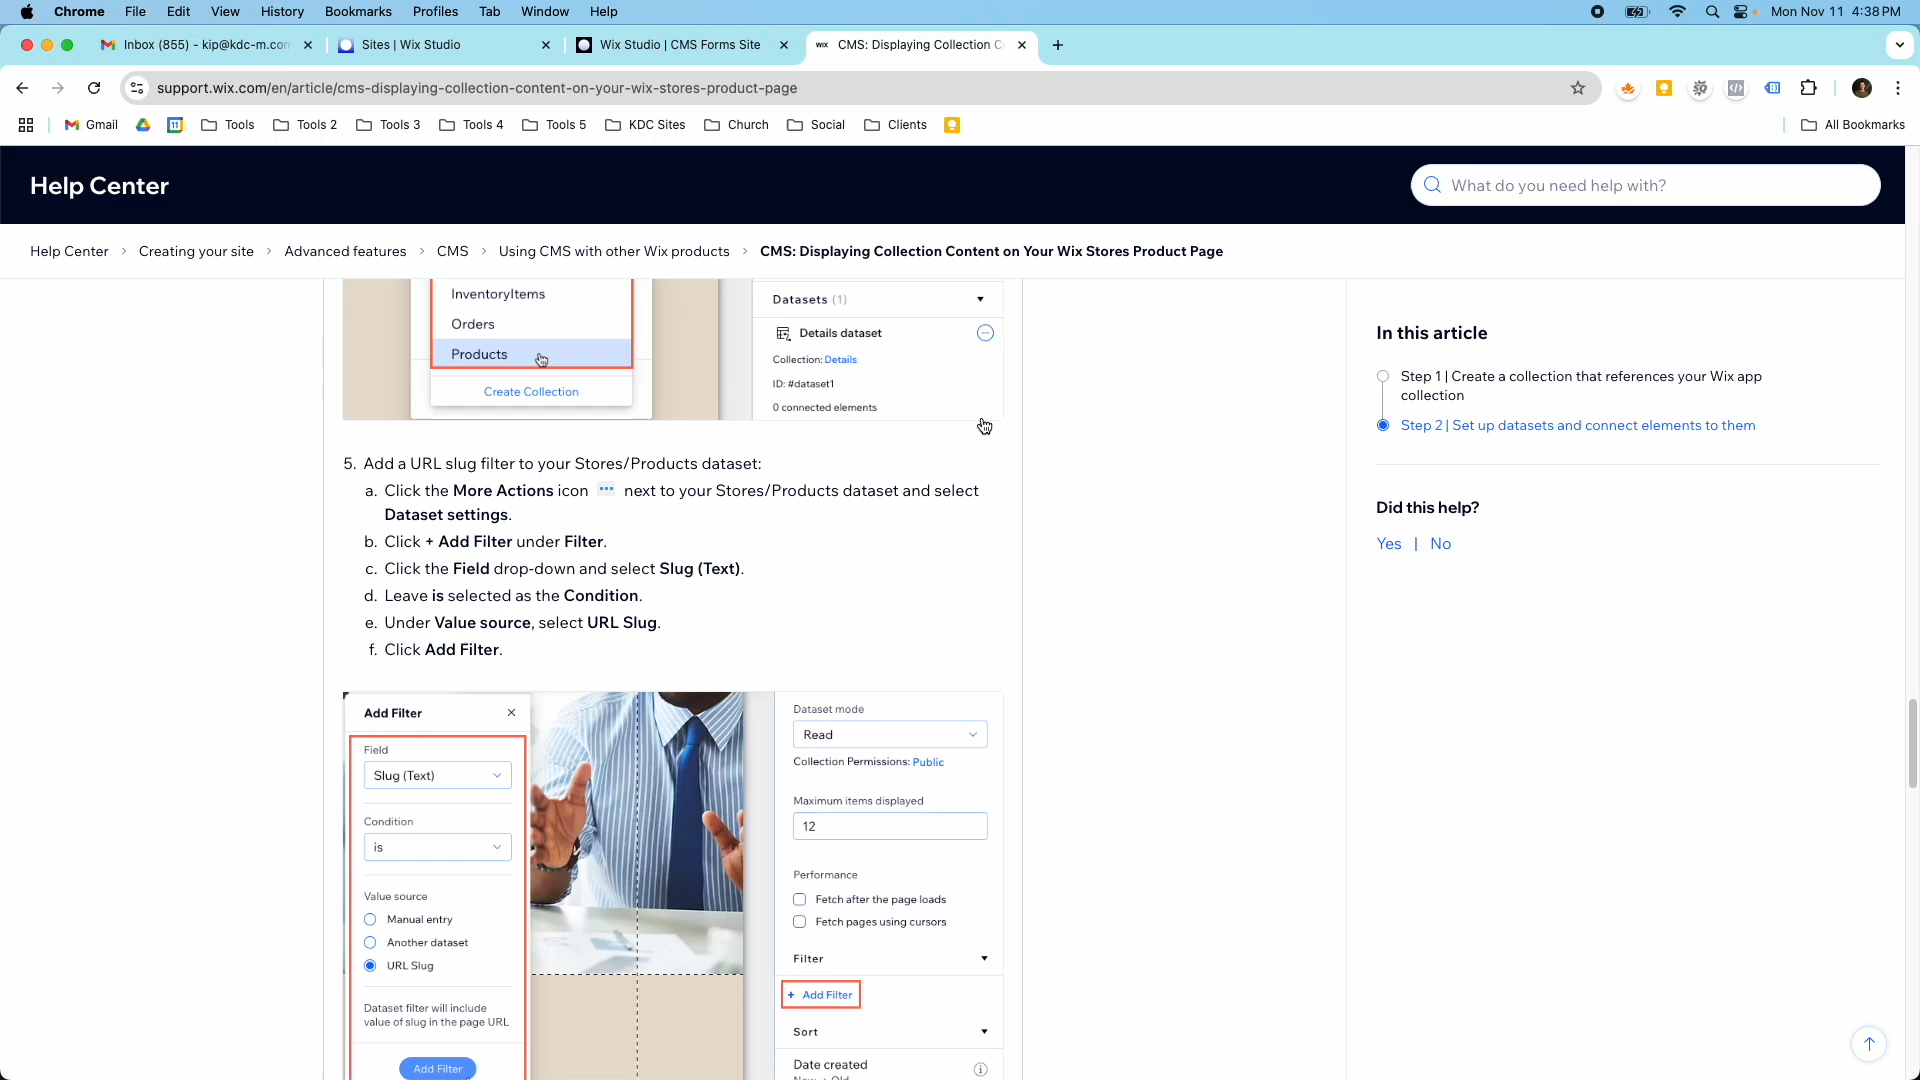 Chrome File Edit View History Bookmarks Profiles Tab Window Help Mon Nov 11 4:38 PM
Inbox (855) - kip@kdc-m.com Sites | Wix Studio Wix Studio | CMS Forms Site WIX CMS: Displaying Collection C
support.wix.com/en/article/cms-displaying-collection-content-on-your-wix-stores-product-page
Gmail Tools Tools 2 Tools 3 Tools 4 Tools 5 KDC Sites Church Social Clients All Bookmarks
Help Center What do you need help with?
Help Center > Creating your site > Advanced features > CMS > Using CMS with other Wix products > CMS: Displaying Collection Content on Your Wix Stores Product Page
InventoryItems
Orders
Products
Create Collection
Datasets (1)
Details dataset
Collection: Details
ID: #dataset1
0 connected elements
5. Add a URL slug filter to your Stores/Products dataset:
a. Click the More Actions icon ... next to your Stores/Products dataset and select
Dataset settings.
b. Click + Add Filter under Filter.
c. Click the Field drop-down and select Slug (Text).
d. Leave is selected as the Condition.
e. Under Value source, select URL Slug.
f. Click Add Filter.
Add Filter
Field
Slug (Text)
Condition
is
Value source
Manual entry
Another dataset
URL Slug
Dataset filter will include
value of slug in the page URL
Add Filter
Dataset mode
Read
Collection Permissions: Public
Maximum items displayed
12
Performance
Fetch after the page loads
Fetch pages using cursors
Filter
+ Add Filter
Sort
Date created
In this article
Step 1 | Create a collection that references your Wix app
collection
Step 2 | Set up datasets and connect elements to them
Did this help?
Yes | No